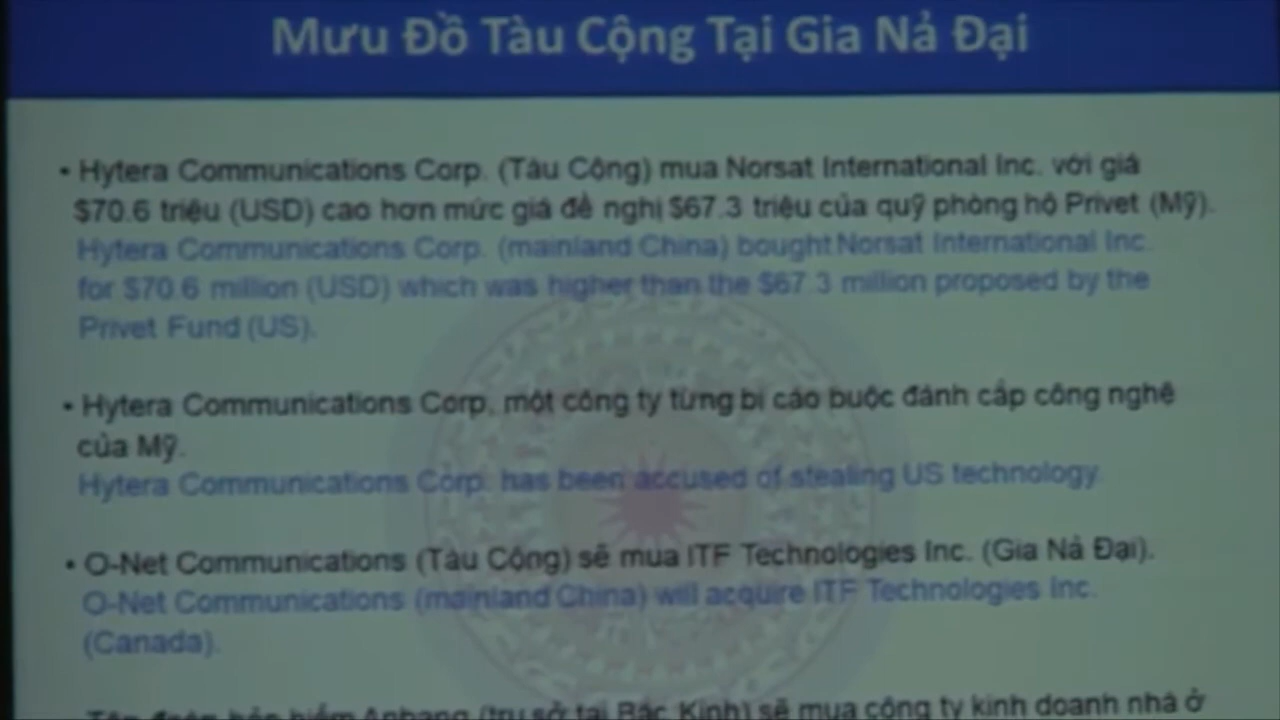 Mưu Đồ Tàu Cộng Tại Gia Nả Đại
• Hytera Communications Corp. (Tàu Cộng) mua Norsat International Inc. với giá
$70.6 triệu (USD) cao hơn mức giá đề nghị $67.3 triệu của quỹ phòng hộ Privet (Mỹ).
Hytera Communications Corp. (mainland China) bought Norsat International Inc.
for $70.6 million (USD) which was higher than the $67.3 million proposed by the
Privet Fund (US).
• Hytera Communications Corp. một công ty từng bị cáo buộc đánh cắp công nghệ
của Mỹ.
Hytera Communications Corp. has been accused of stealing US technology.
• O-Net Communications (Tàu Cộng) sẽ mua ITF Technologies Inc. (Gia Nả Đại).
O-Net Communications (mainland China) will acquire ITF Technologies Inc.
(Canada).
Tập đoàn bảo hiểm Anbang (trụ sở tại Bắc Kinh) sẽ mua công ty kinh doanh nhà ở